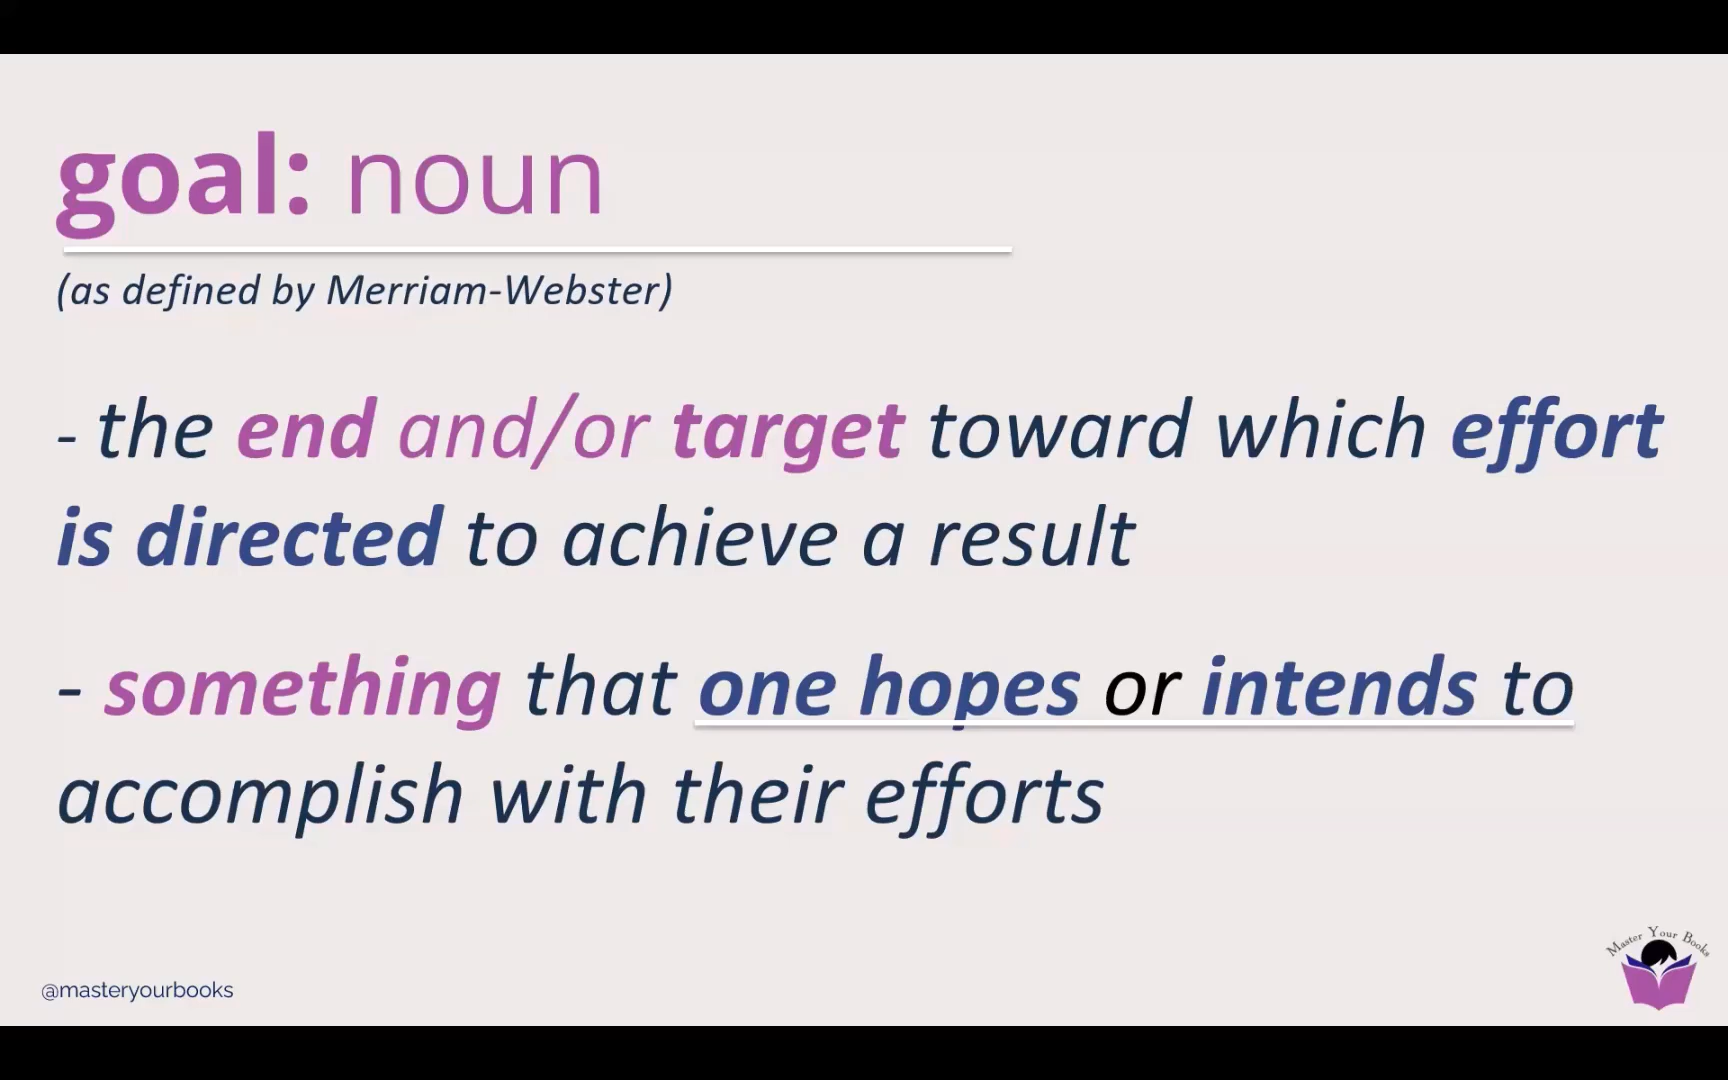 goal: noun
(as defined by Merriam-Webster)
- the end and/or target toward which effort
is directed to achieve a result
- something that one hopes or intends to
accomplish with their efforts
Master Your Books
@masteryourbooks